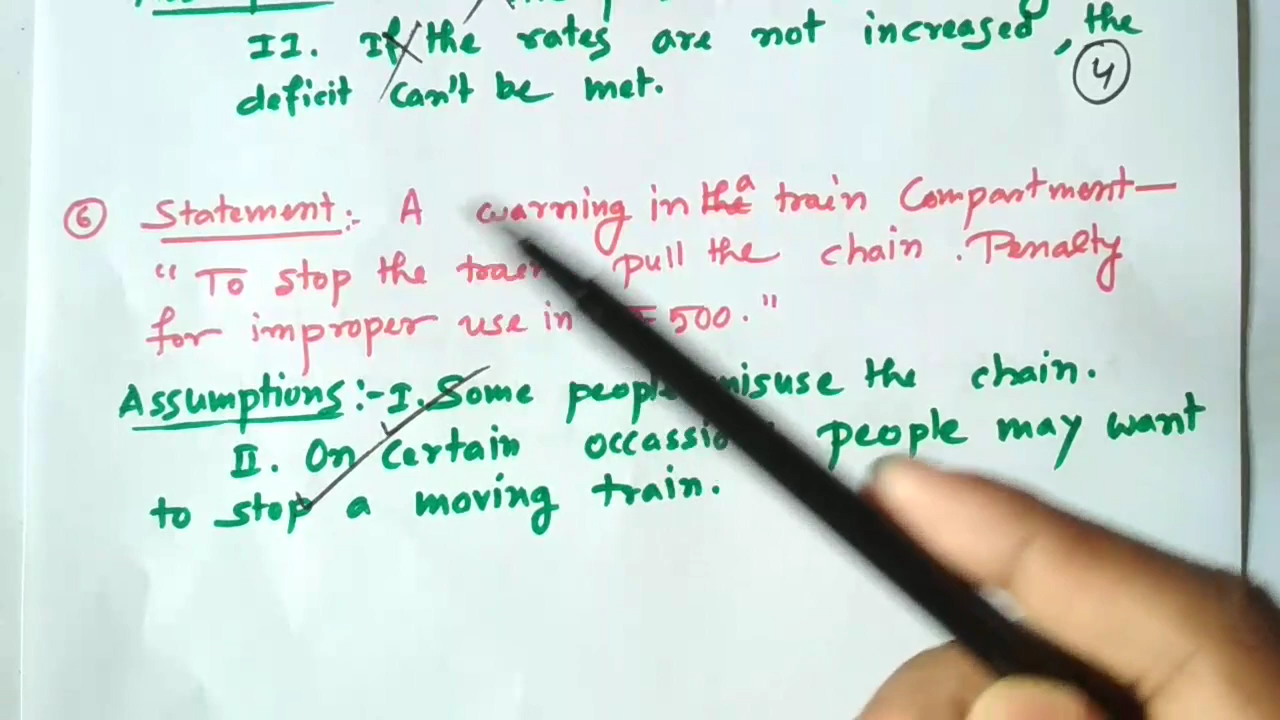 II. If the rates are not increased, the
deficit can't be met.
4
6 Statement:- A warning in the a train Compartment—
"To stop the train pull the chain. Penalty
for improper use in 500."
Assumptions:- I. Some people misuse the chain.
II. On certain people may want
to stop a moving train.